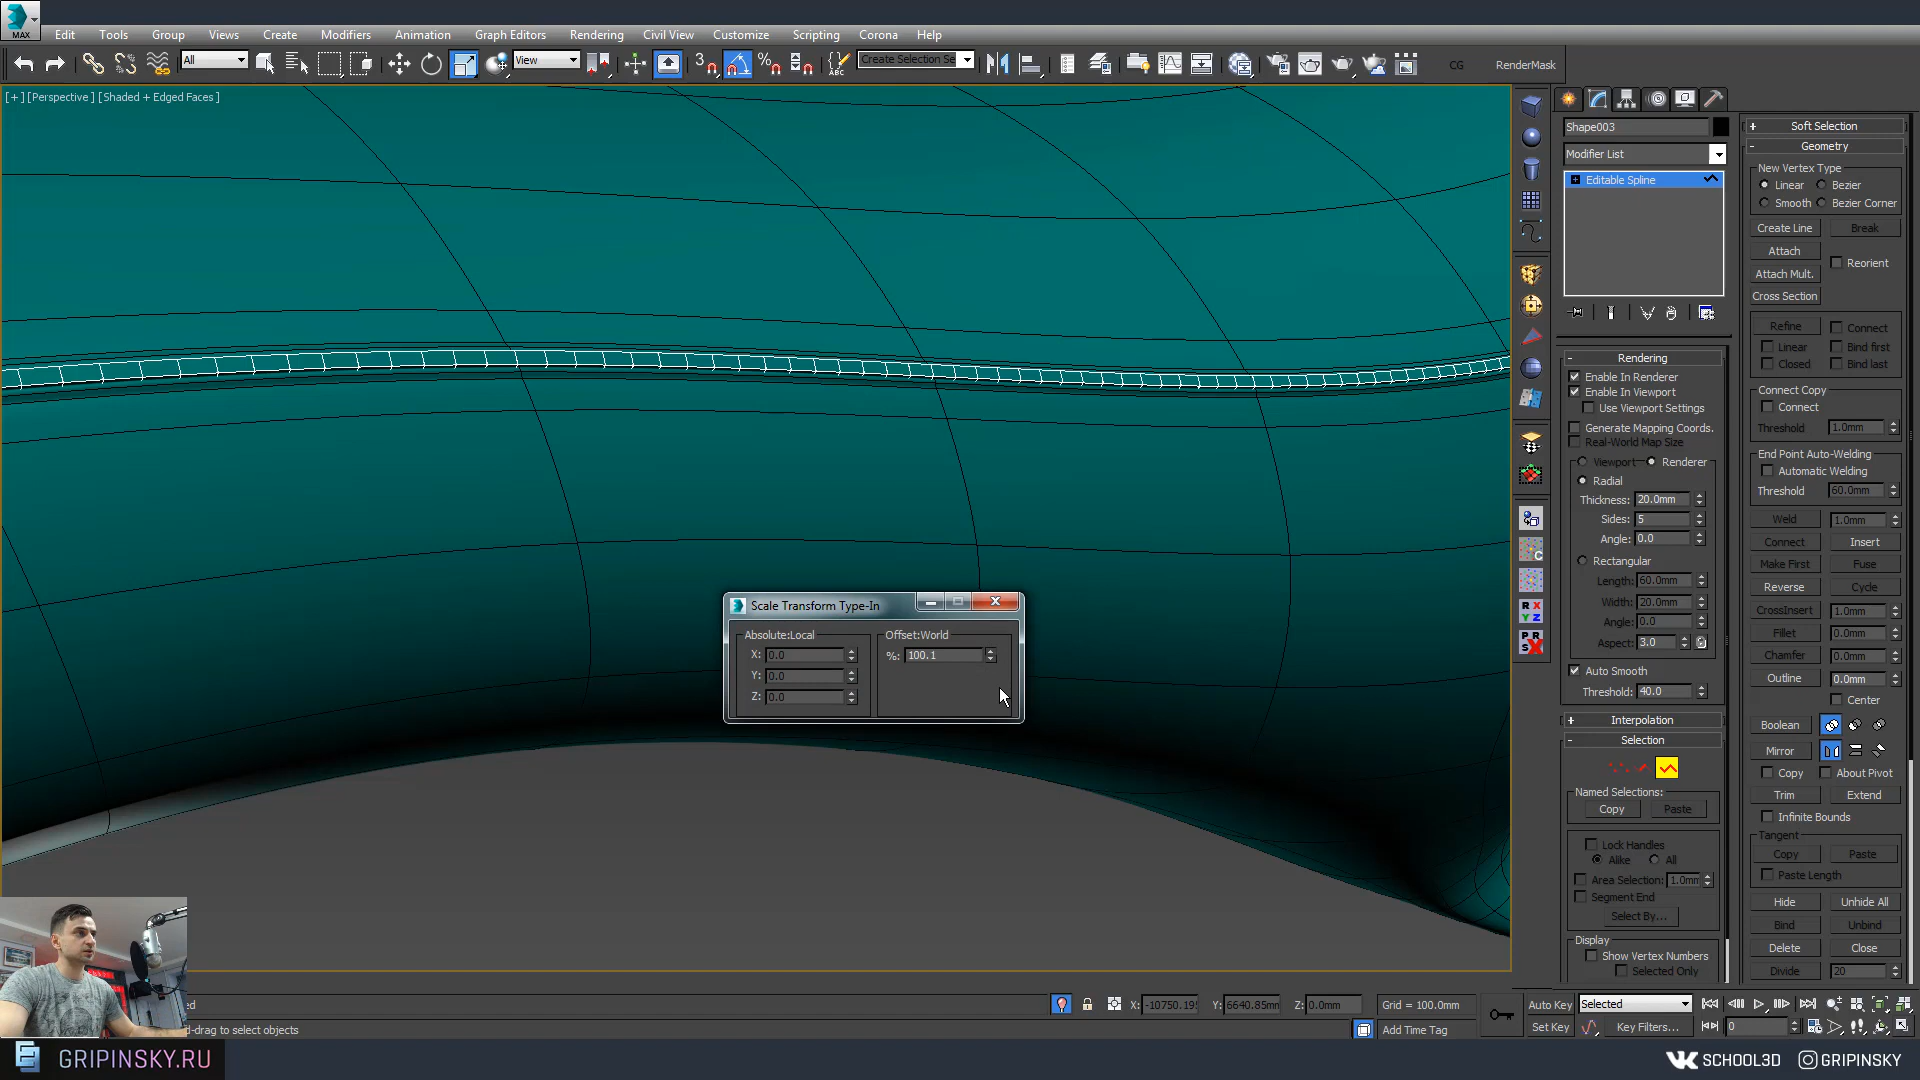 MAX
Edit Tools Group Views Create Modifiers Animation Graph Editors Rendering Civil View Customize Scripting Corona Help
All View 3 ABC Create Selection Se CG RenderMask
[+] [Perspective] [Shaded + Edged Faces]
Shape003
Modifier List
Editable Spline
Rendering
Enable In Renderer
Enable In Viewport
Use Viewport Settings
Generate Mapping Coords.
Real-World Map Size
Viewport Renderer
Radial
Thickness: 20.0mm
Sides: 5
Angle: 0.0
Rectangular
Length: 60.0mm
Width: 20.0mm
Angle: 0.0
Aspect: 3.0
Auto Smooth
Threshold: 40.0
Interpolation
Selection
Named Selections:
Copy Paste
Lock Handles
Alike All
Area Selection: 1.0mm
Segment End
Select By...
Display
Show Vertex Numbers
Selected Only
Soft Selection
Geometry
New Vertex Type
Linear Bezier
Smooth Bezier Corner
Create Line Break
Attach
Reorient
Attach Mult.
Cross Section
Refine Connect
Linear Bind first
Closed Bind last
Connect Copy
Connect
Threshold 1.0mm
End Point Auto-Welding
Automatic Welding
Threshold 60.0mm
Weld 1.0mm
Connect Insert
Make First Fuse
Reverse Cycle
CrossInsert 1.0mm
Fillet 0.0mm
Chamfer 0.0mm
Outline 0.0mm
Center
Boolean
Mirror
Copy About Pivot
Trim Extend
Infinite Bounds
Tangent
Copy Paste
Paste Length
Hide Unhide All
Bind Unbind
Delete Close
Divide 20
Scale Transform Type-In
Absolute:Local Offset:World
X: 0.0 %: 100.1
Y: 0.0
Z: 0.0
ed X: -10750.195 Y: 6640.85mm Z: 0.0mm Grid = 100.0mm Auto Key Selected
d-drag to select objects Add Time Tag Set Key Key Filters... 0
GRIPINSKY.RU
SCHOOL3D GRIPINSKY